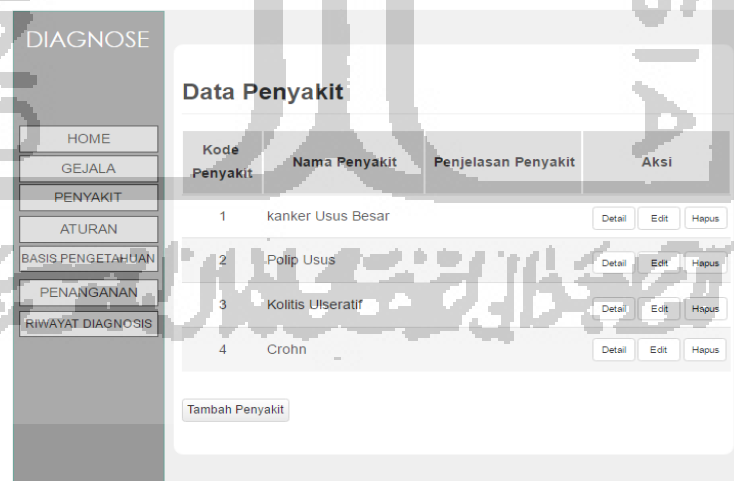 DIAGNOSE
HOME
GEJALA
PENYAKIT
ATURAN
BASIS PENGETAHUAN
PENANGANAN
RIWAYAT DIAGNOSIS
Data Penyakit
Kode Penyakit Nama Penyakit Penjelasan Penyakit Aksi
1 kanker Usus Besar Detail Edit Hapus
2 Polip Usus Detail Edit Hapus
3 Kolitis Ulseratif Detail Edit Hapus
4 Crohn Detail Edit Hapus
Tambah Penyakit